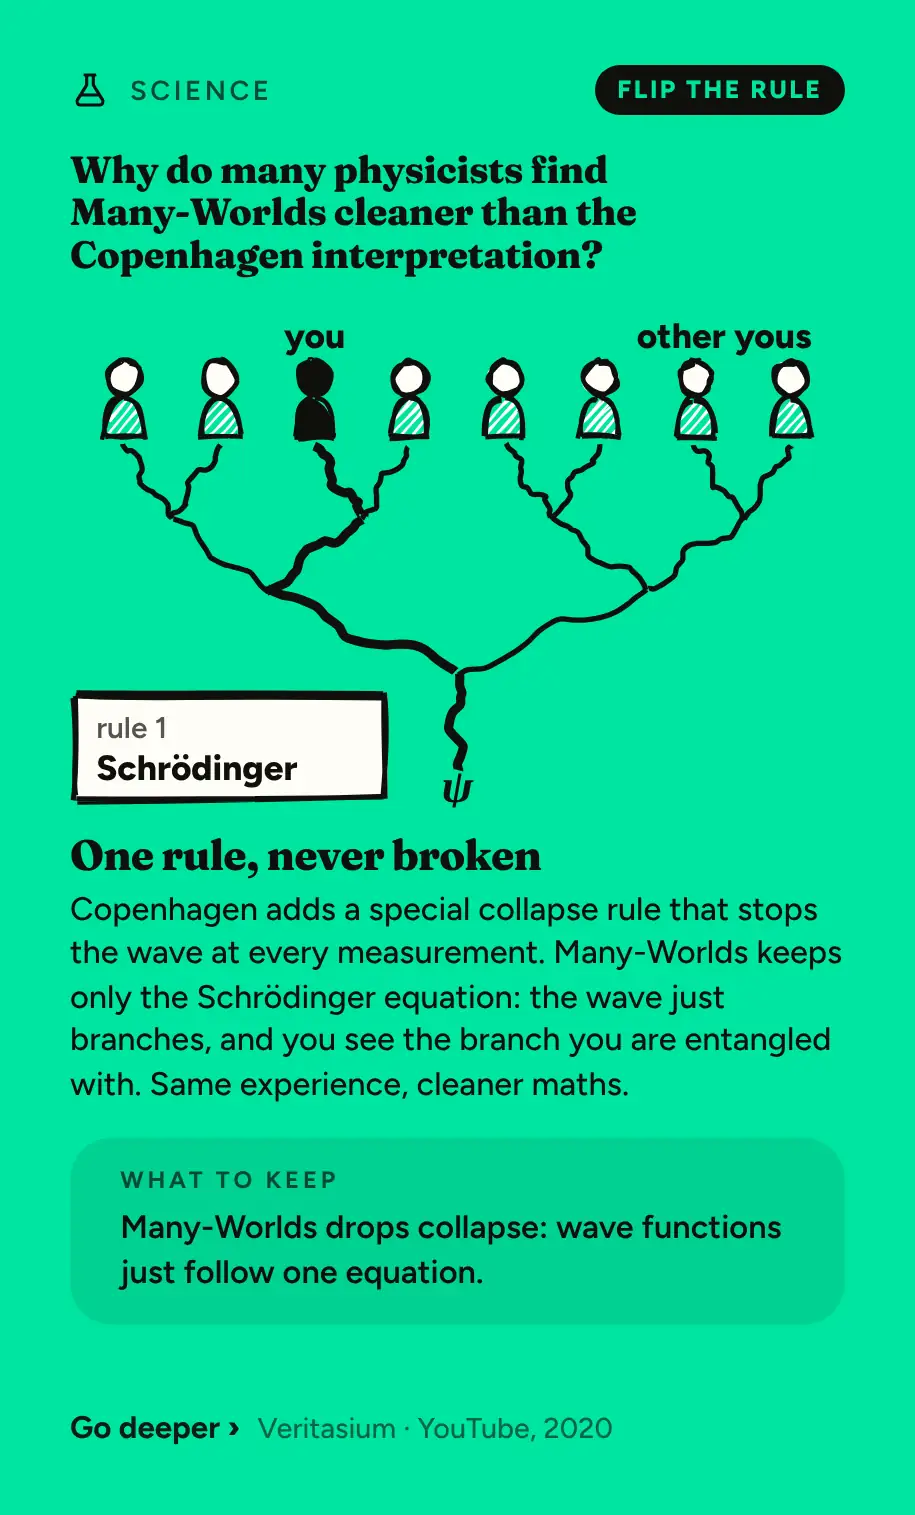 SCIENCE
FLIP THE RULE
Why do many physicists find
Many-Worlds cleaner than the
Copenhagen interpretation?
you
other yous
rule 1
Schrödinger
ψ
One rule, never broken
Copenhagen adds a special collapse rule that stops
the wave at every measurement. Many-Worlds keeps
only the Schrödinger equation: the wave just
branches, and you see the branch you are entangled
with. Same experience, cleaner maths.
WHAT TO KEEP
Many-Worlds drops collapse: wave functions
just follow one equation.
Go deeper › Veritasium · YouTube, 2020